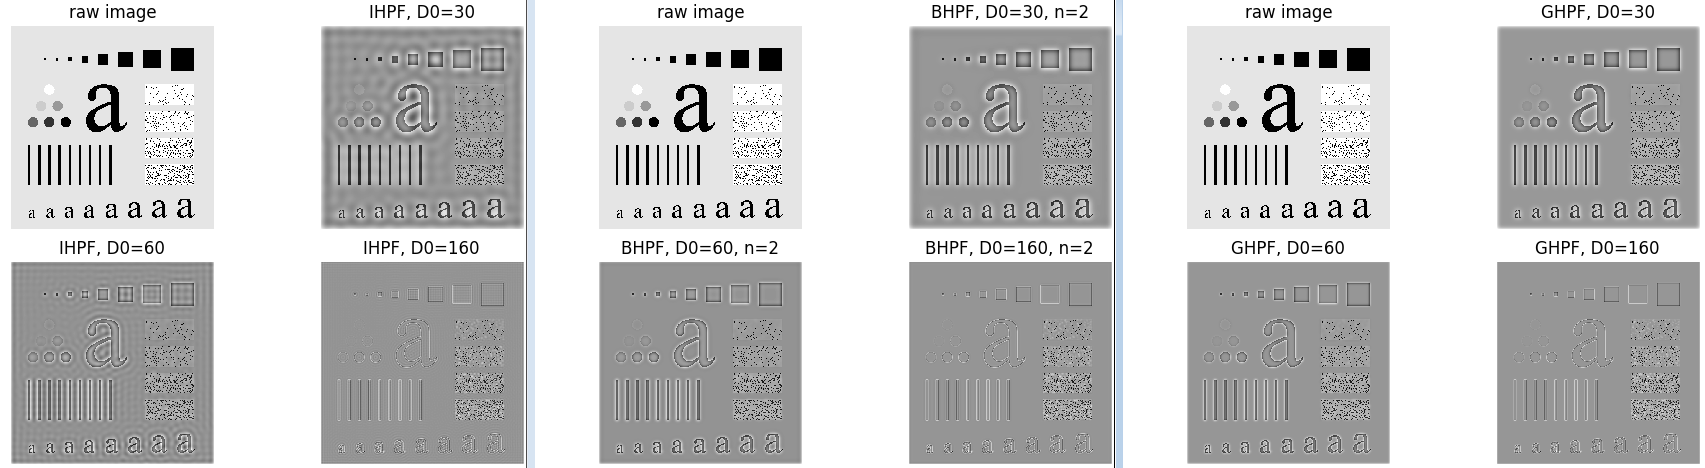 raw image
IHPF, D0=30
raw image
BHPF, D0=30, n=2
raw image
GHPF, D0=30
a
a
a
a
a
a
a a a a a a a a
a a a a a a a a
a a a a a a a a
a a a a a a a a
a a a a a a a a
a a a a a a a a
IHPF, D0=60
IHPF, D0=160
BHPF, D0=60, n=2
BHPF, D0=160, n=2
GHPF, D0=60
GHPF, D0=160
a
a
a
a
a
a
a a a a a a a a
a a a a a a a a
a a a a a a a a
a a a a a a a a
a a a a a a a a
a a a a a a a a